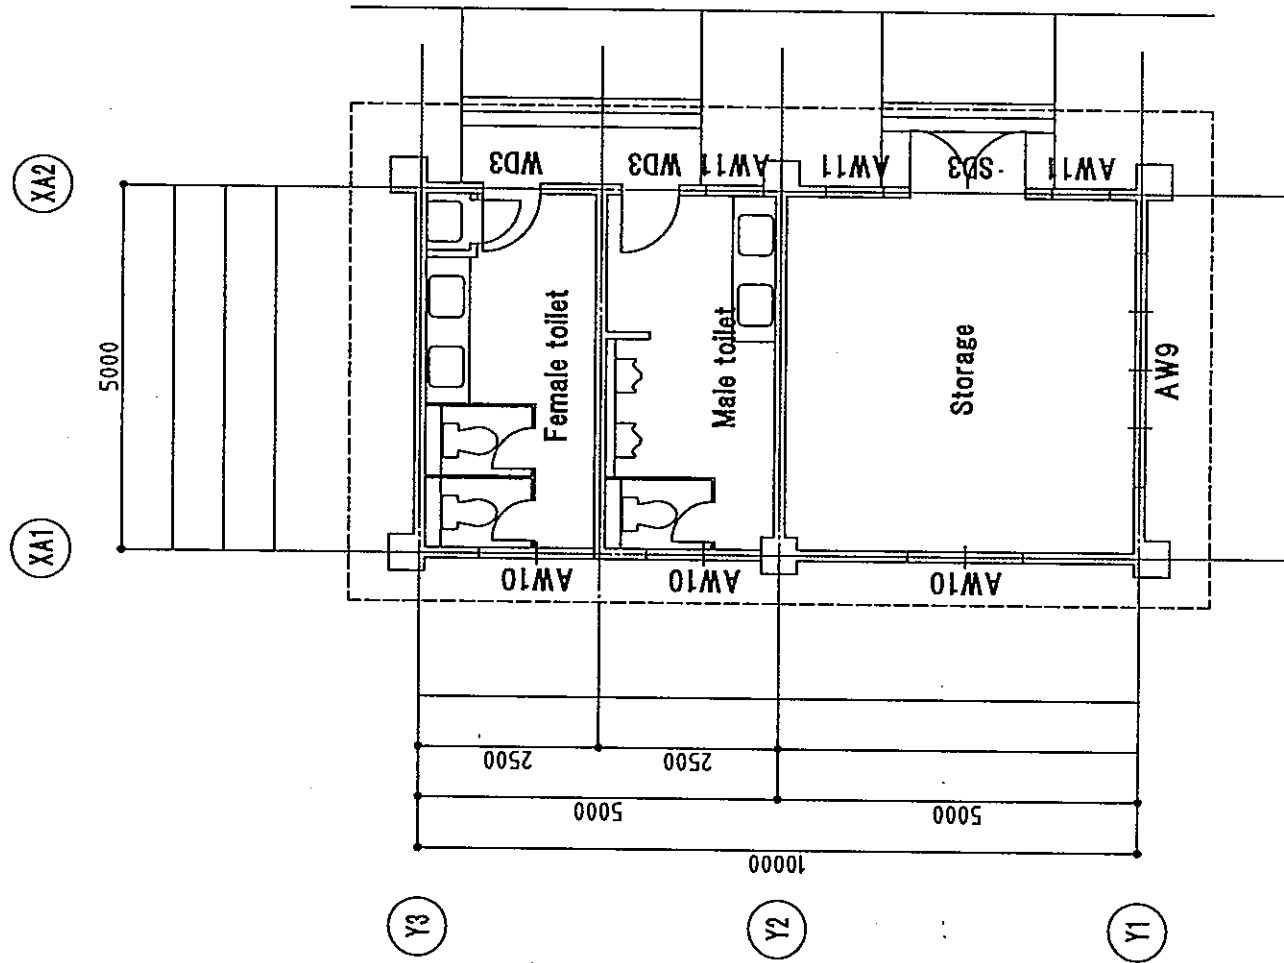 XA2
XA1
5000
WD3
WD3
AW11
AW11
SD3
AW11
Female toilet
Male toilet
Storage
AW9
AW10
AW10
AW10
2500
2500
5000
5000
10000
Y3
Y2
Y1